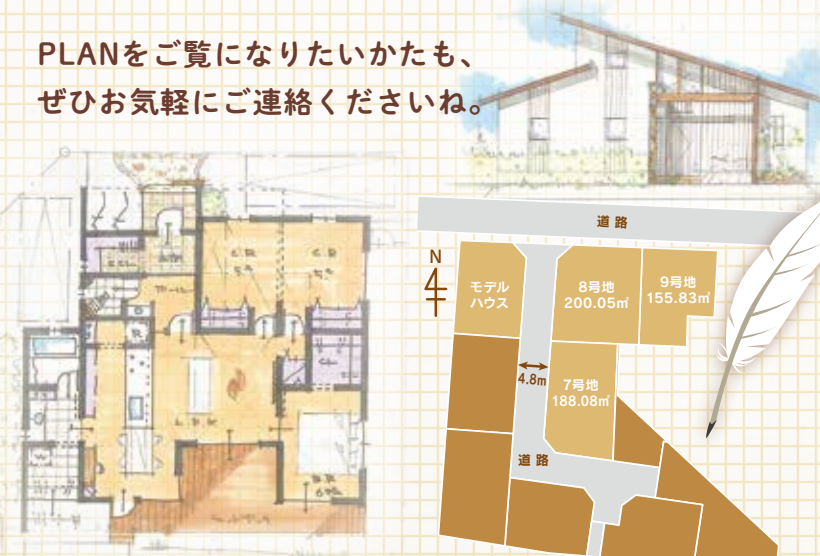 PLANをご覧になりたいかたも、
ぜひお気軽にご連絡くださいね。
道路
N
モデル
ハウス
8号地
200.05㎡
9号地
155.83㎡
4.8m
7号地
188.08㎡
道路
L.D.K